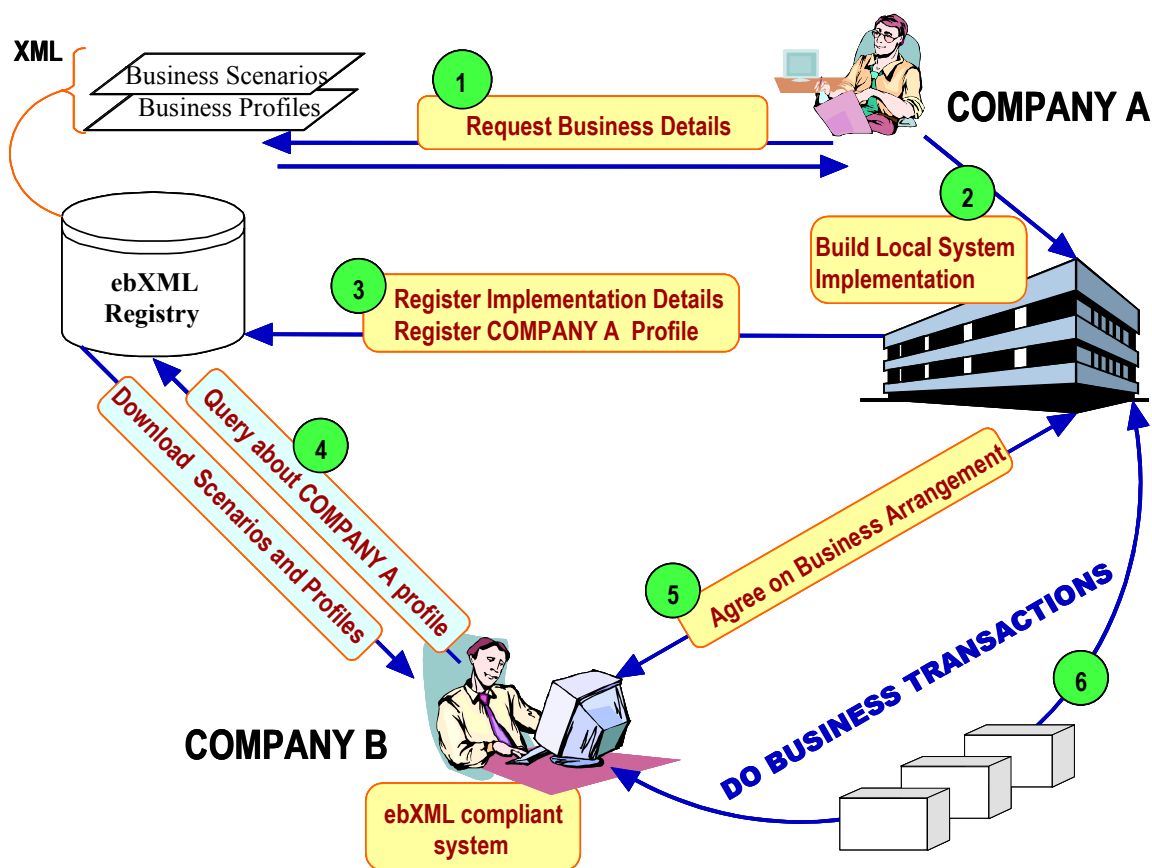 XML
Business Scenarios
Business Profiles
1
Request Business Details
COMPANY A
2
Build Local System
Implementation
ebXML
Registry
3
Register Implementation Details
Register COMPANY A Profile
4
Query about COMPANY A profile
Download Scenarios and Profiles
5
Agree on Business Arrangement
6
DO BUSINESS TRANSACTIONS
COMPANY B
ebXML compliant
system